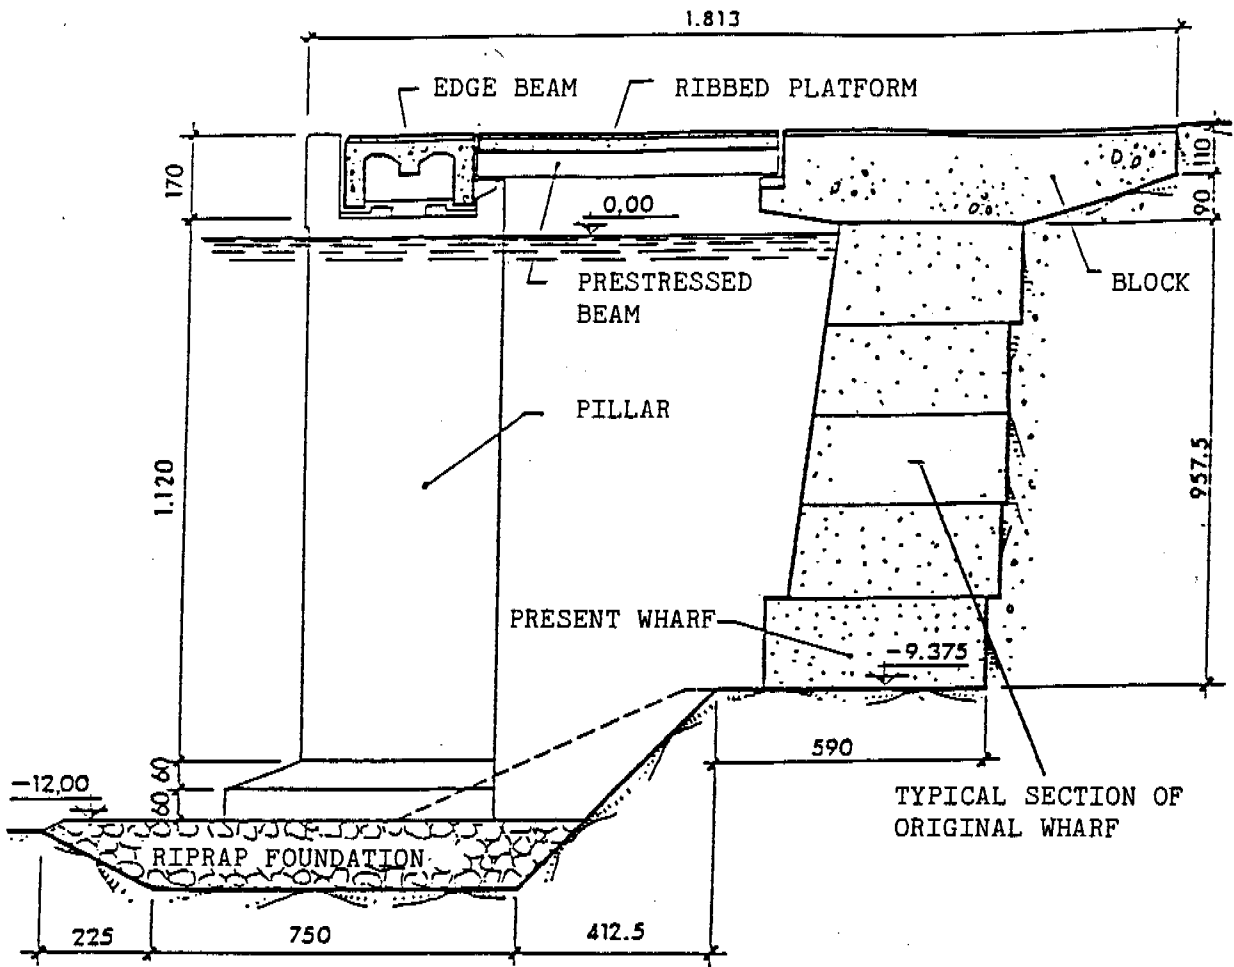 1.813
EDGE BEAM
RIBBED PLATFORM
170
110
90
0,00
PRESTRESSED
BEAM
BLOCK
PILLAR
1.120
957.5
PRESENT WHARF
-9.375
590
60
60
-12,00
TYPICAL SECTION OF
ORIGINAL WHARF
RIPRAP FOUNDATION
225
750
412.5